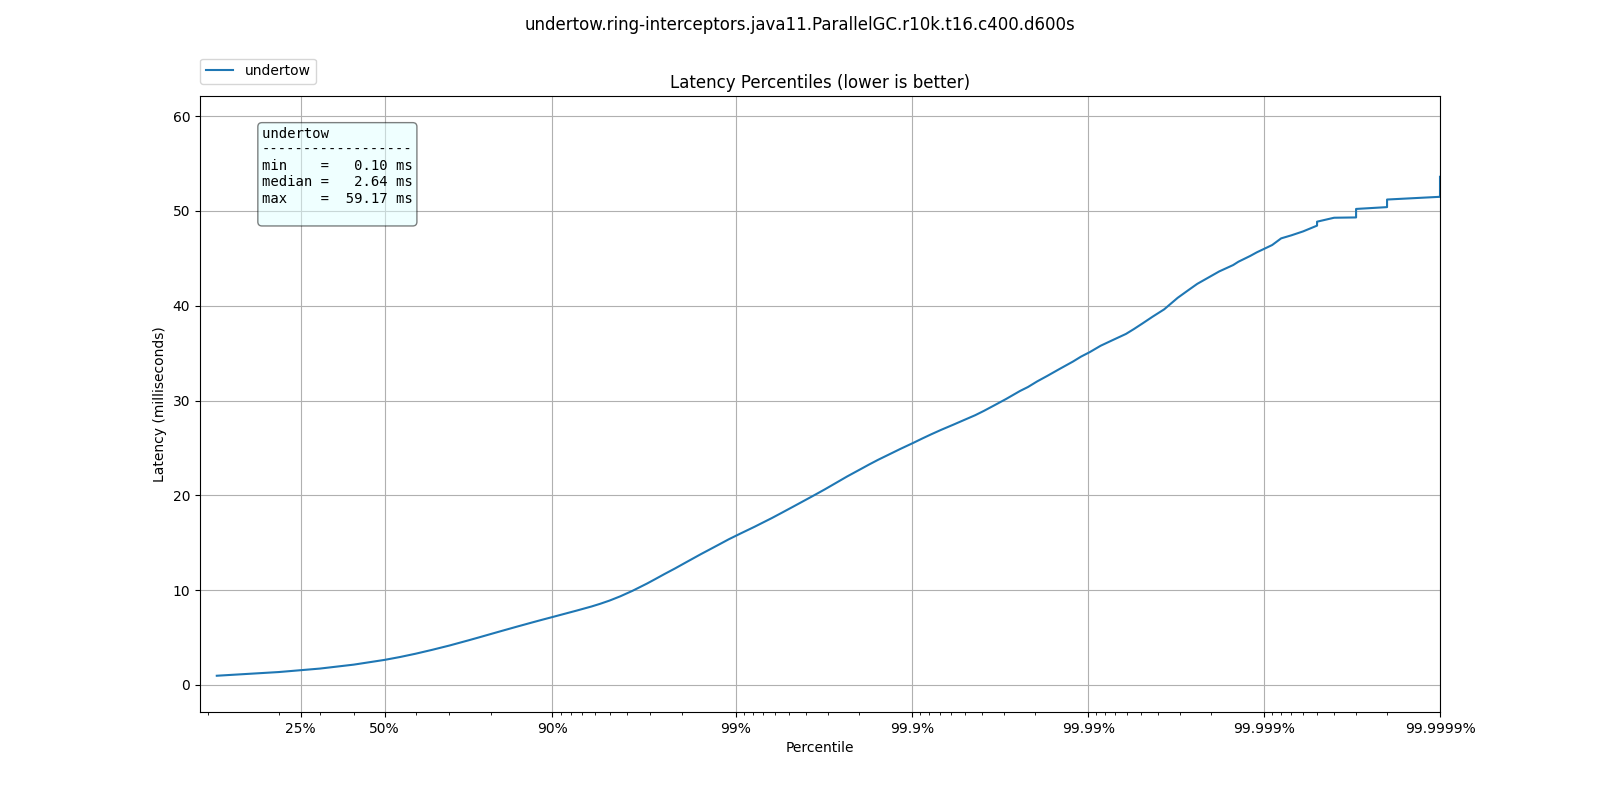 undertow.ring-interceptors.java11.ParallelGC.r10k.t16.c400.d600s
undertow
Latency Percentiles (lower is better)
60
50
40
30
20
10
0
Latency (milliseconds)
undertow
------------------
min    =   0.10 ms
median =   2.64 ms
max    =  59.17 ms
25% 50% 90% 99% 99.9% 99.99% 99.999% 99.9999%
Percentile